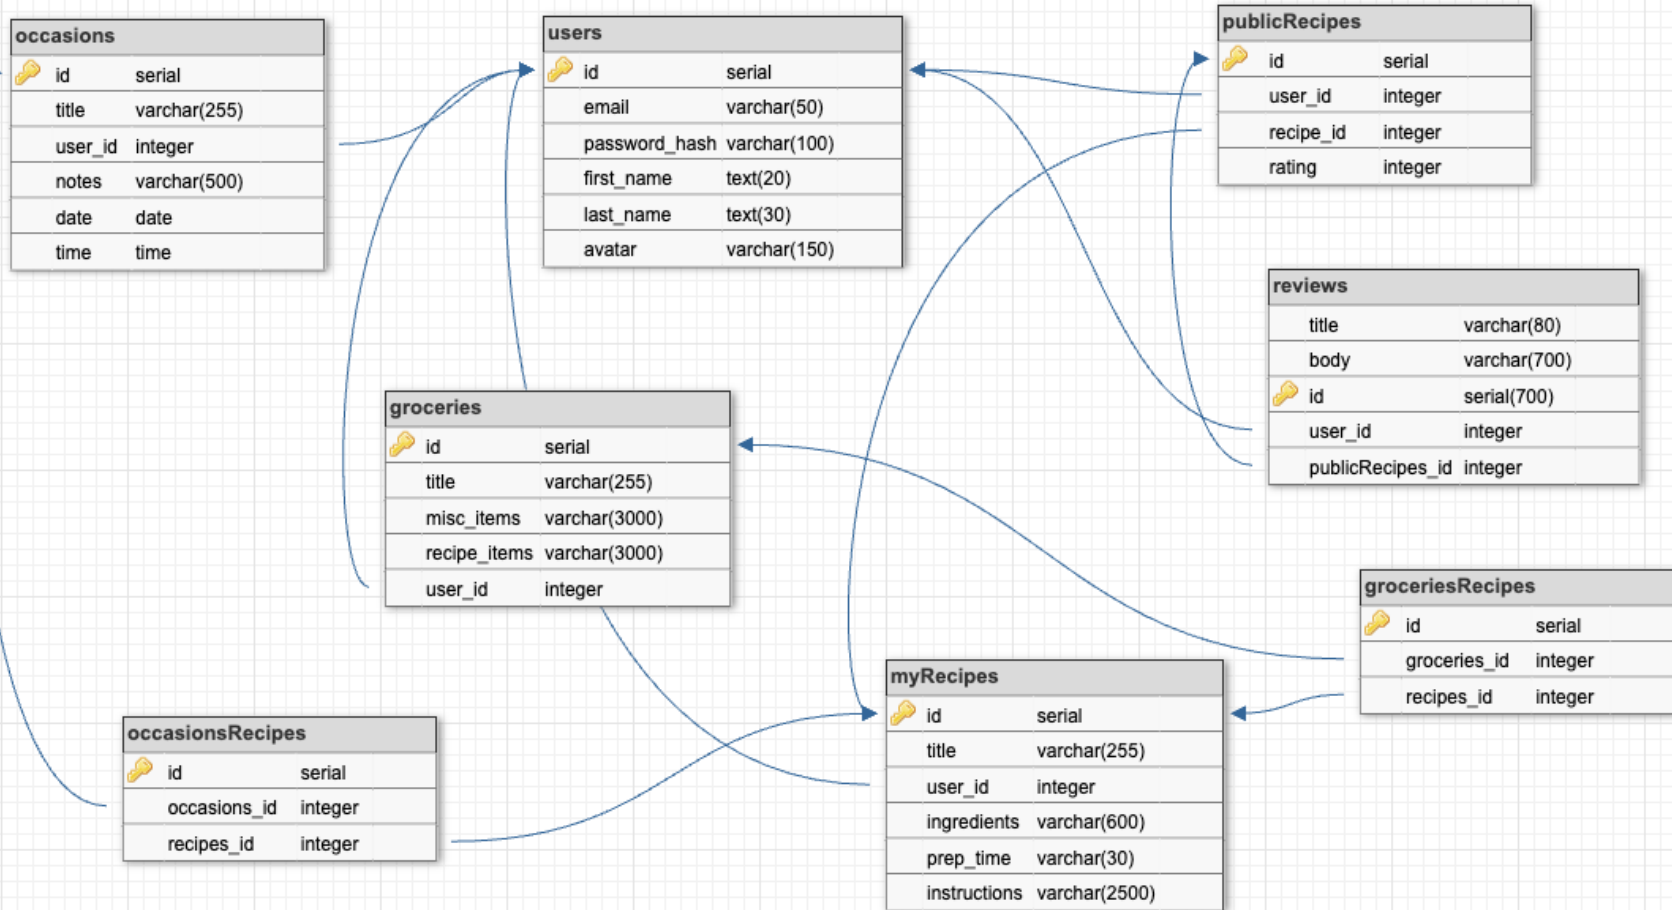 occasions
id serial
title varchar(255)
user_id integer
notes varchar(500)
date date
time time
users
id serial
email varchar(50)
password_hash varchar(100)
first_name text(20)
last_name text(30)
avatar varchar(150)
publicRecipes
id serial
user_id integer
recipe_id integer
rating integer
reviews
title varchar(80)
body varchar(700)
id serial(700)
user_id integer
publicRecipes_id integer
groceries
id serial
title varchar(255)
misc_items varchar(3000)
recipe_items varchar(3000)
user_id integer
groceriesRecipes
id serial
groceries_id integer
recipes_id integer
myRecipes
id serial
title varchar(255)
user_id integer
ingredients varchar(600)
prep_time varchar(30)
instructions varchar(2500)
occasionsRecipes
id serial
occasions_id integer
recipes_id integer